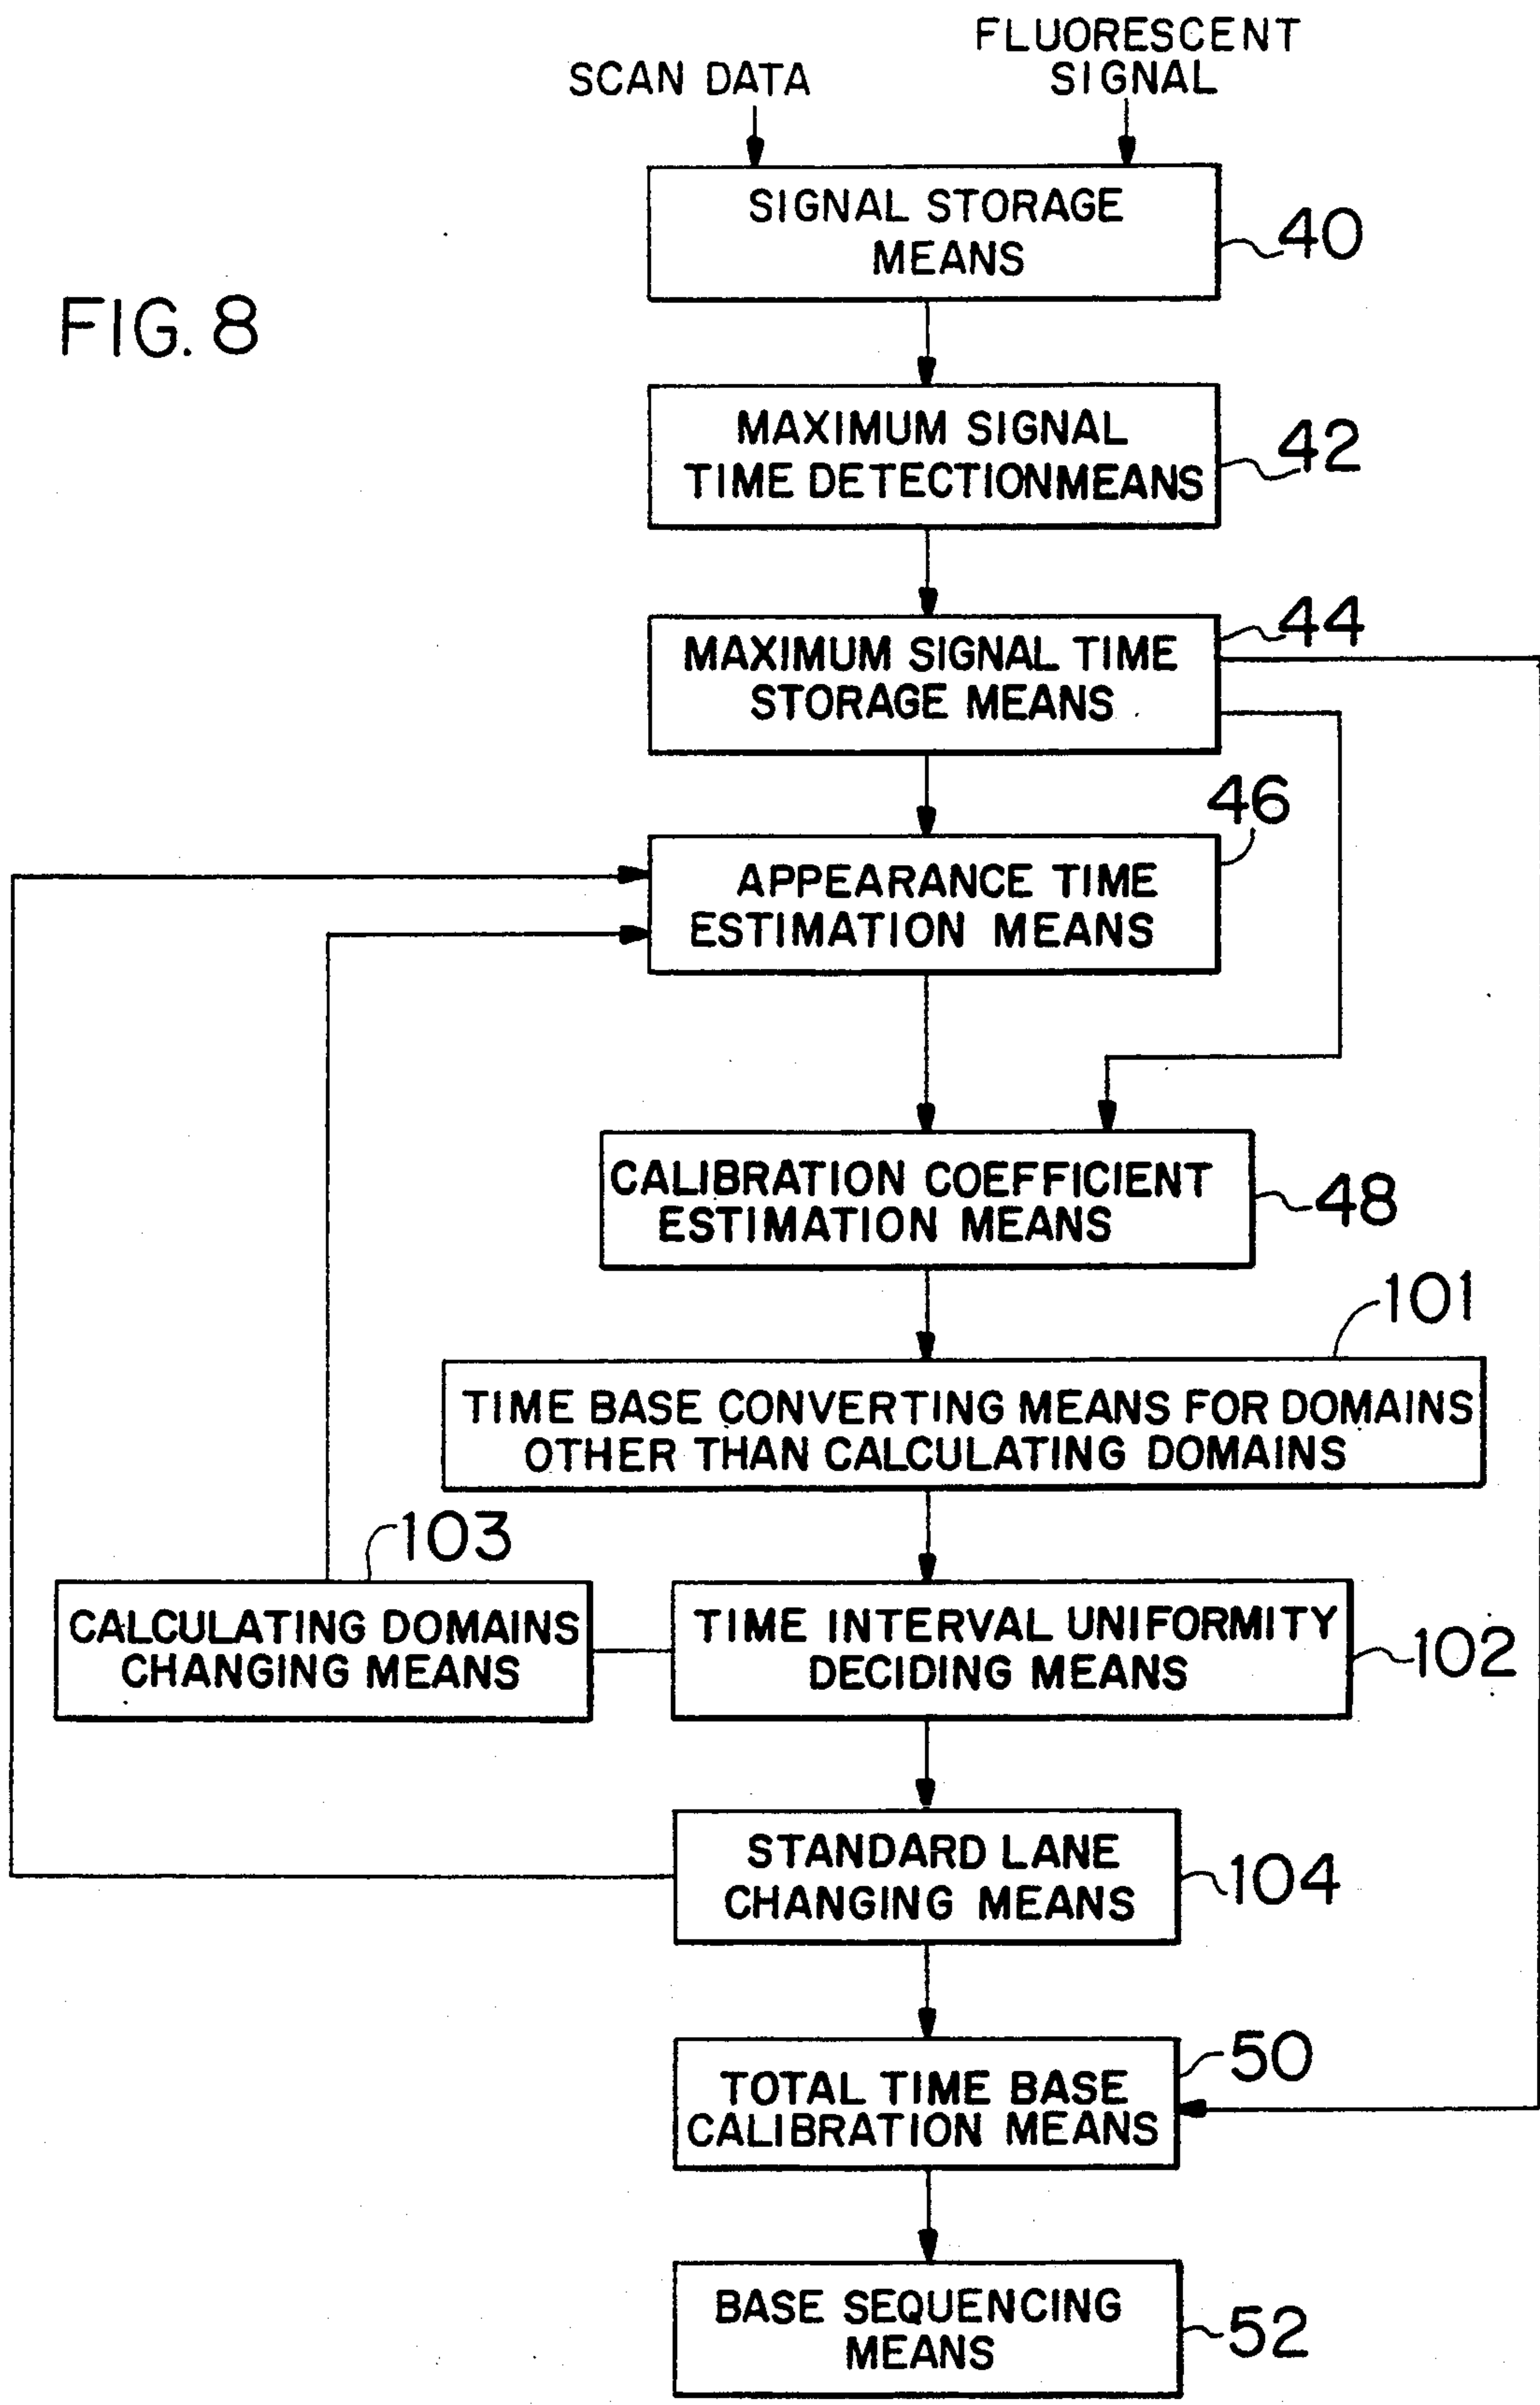 FLUORESCENT
SIGNAL
SCAN DATA
SIGNAL STORAGE
MEANS
40
FIG. 8
MAXIMUM SIGNAL
TIME DETECTIONMEANS
42
MAXIMUM SIGNAL TIME
STORAGE MEANS
44
46
APPEARANCE TIME
ESTIMATION MEANS
CALIBRATION COEFFICIENT
ESTIMATION MEANS
48
101
TIME BASE CONVERTING MEANS FOR DOMAINS
OTHER THAN CALCULATING DOMAINS
103
CALCULATING DOMAINS
CHANGING MEANS
TIME INTERVAL UNIFORMITY
DECIDING MEANS
102
STANDARD LANE
CHANGING MEANS
104
50
TOTAL TIME BASE
CALIBRATION MEANS
BASE SEQUENCING
MEANS
52